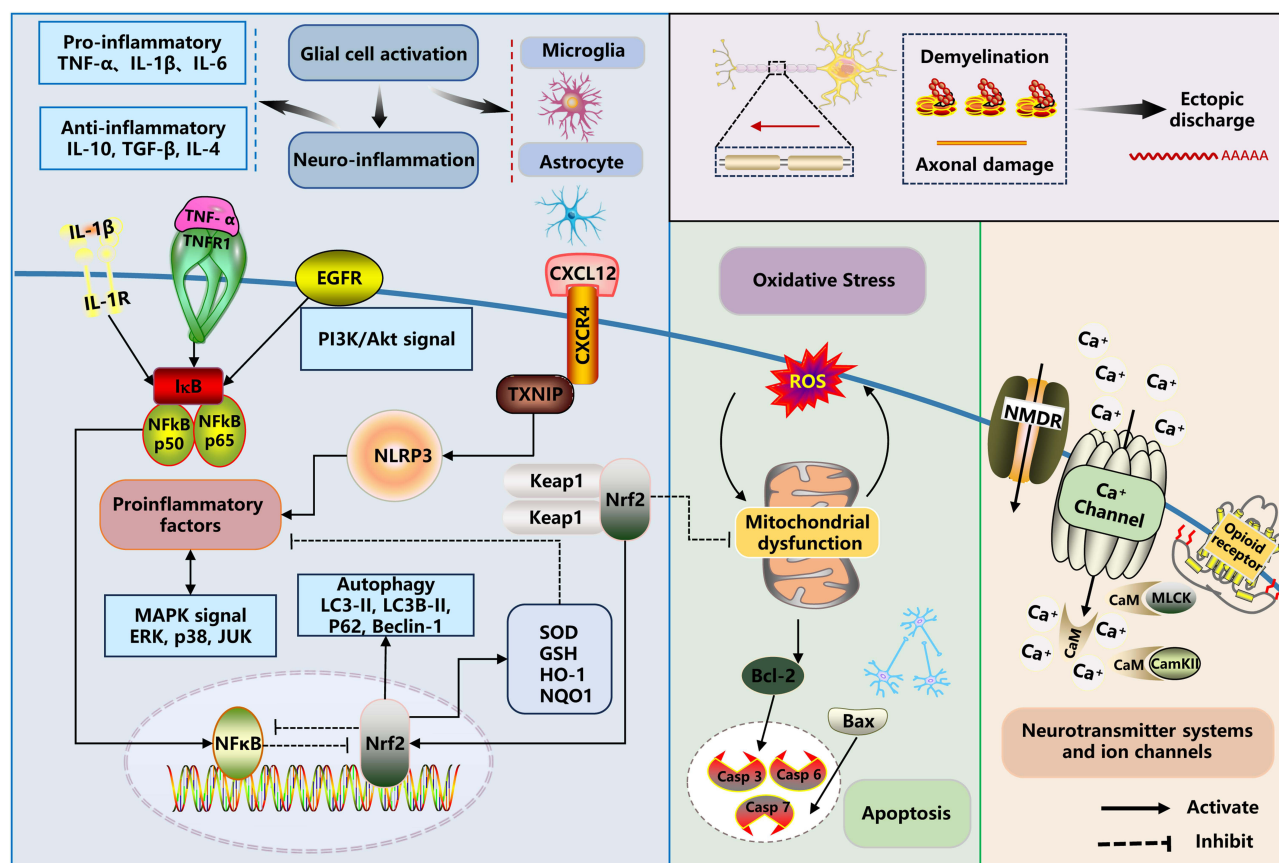 Pro-inflammatory
TNF-α、IL-1β、IL-6
Anti-inflammatory
IL-10, TGF-β, IL-4
Glial cell activation
Neuro-inflammation
Microglia
Astrocyte
Demyelination
Axonal damage
Ectopic
discharge
AAAAA
IL-1β
IL-1R
TNF- α
TNFR1
EGFR
PI3K/Akt signal
CXCL12
CXCR4
TXNIP
IκB
NFkB
p50
NFkB
p65
NLRP3
Keap1
Keap1
Nrf2
Proinflammatory
factors
MAPK signal
ERK, p38, JUK
Autophagy
LC3-II, LC3B-II,
P62, Beclin-1
SOD
GSH
HO-1
NQO1
NFκB
Nrf2
Oxidative Stress
ROS
Mitochondrial
dysfunction
Bcl-2
Bax
Casp 3
Casp 6
Casp 7
Apoptosis
Ca⁺
Ca⁺
Ca⁺
Ca⁺
Ca⁺
NMDR
Ca⁺
Channel
Opioid
receptor
Ca⁺
Ca⁺
Ca⁺
Ca⁺
CaM
CaM
MLCK
CaM
CamKII
Neurotransmitter systems
and ion channels
Activate
Inhibit